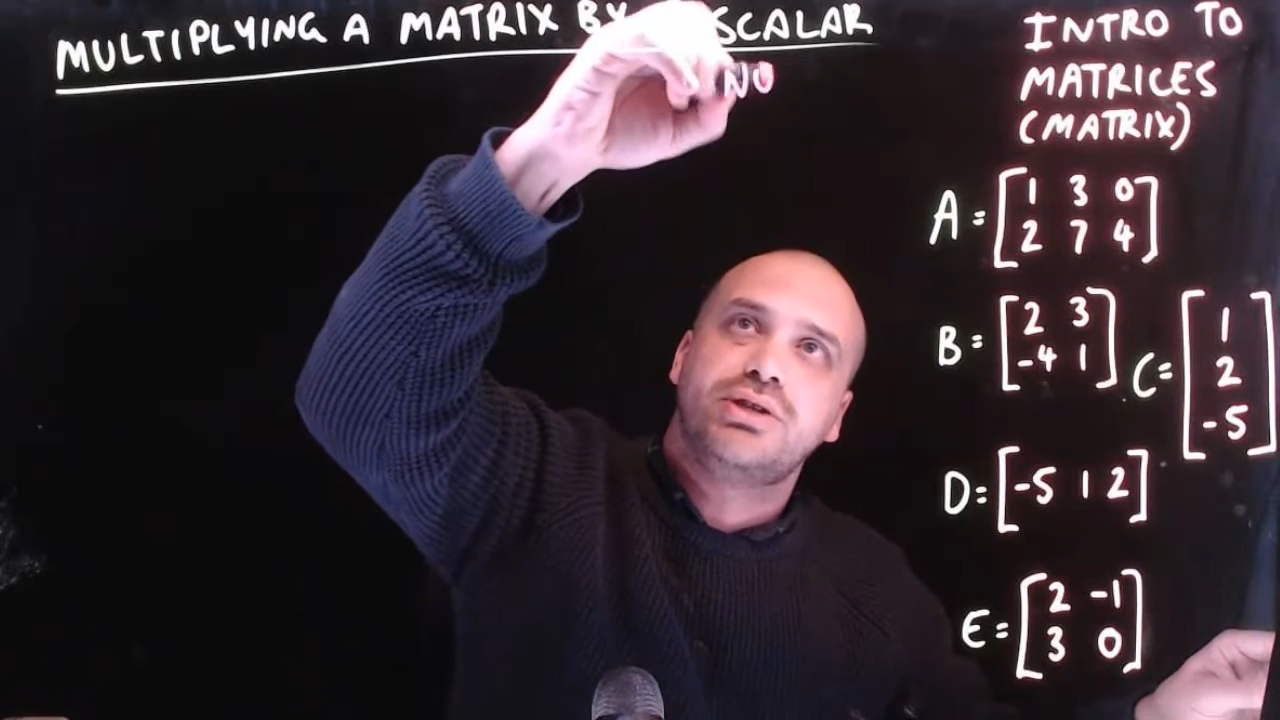 MULTIPLYING A MATRIX BY SCALAR
NU
INTRO TO
MATRICES
(MATRIX)
A = [1 3 0
2 7 4]
B = [2 3
-4 1]
C = [1
2
-5]
D = [-5 1 2]
E = [2 -1
3 0]